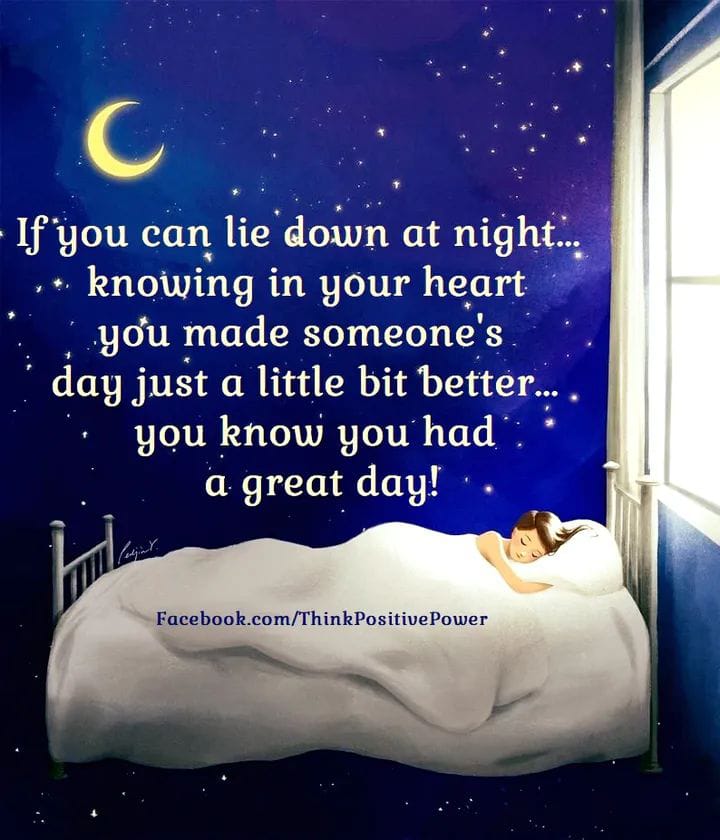 If you can lie down at night...
knowing in your heart
you made someone's
day just a little bit better...
you know you had
a great day!
Facebook.com/ThinkPositivePower